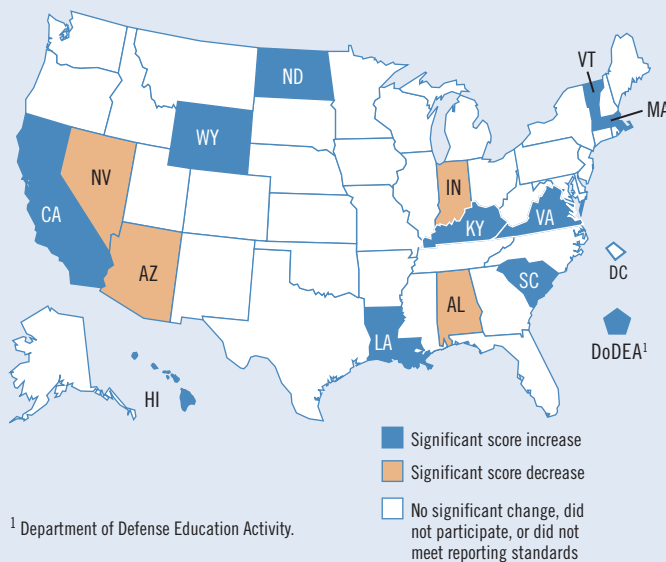 VT
ND
MA
WY
NV
IN
CA
KY
VA
AZ
SC
DC
AL
LA
DoDEA¹
HI
Significant score increase
Significant score decrease
No significant change, did
not participate, or did not
meet reporting standards
¹ Department of Defense Education Activity.